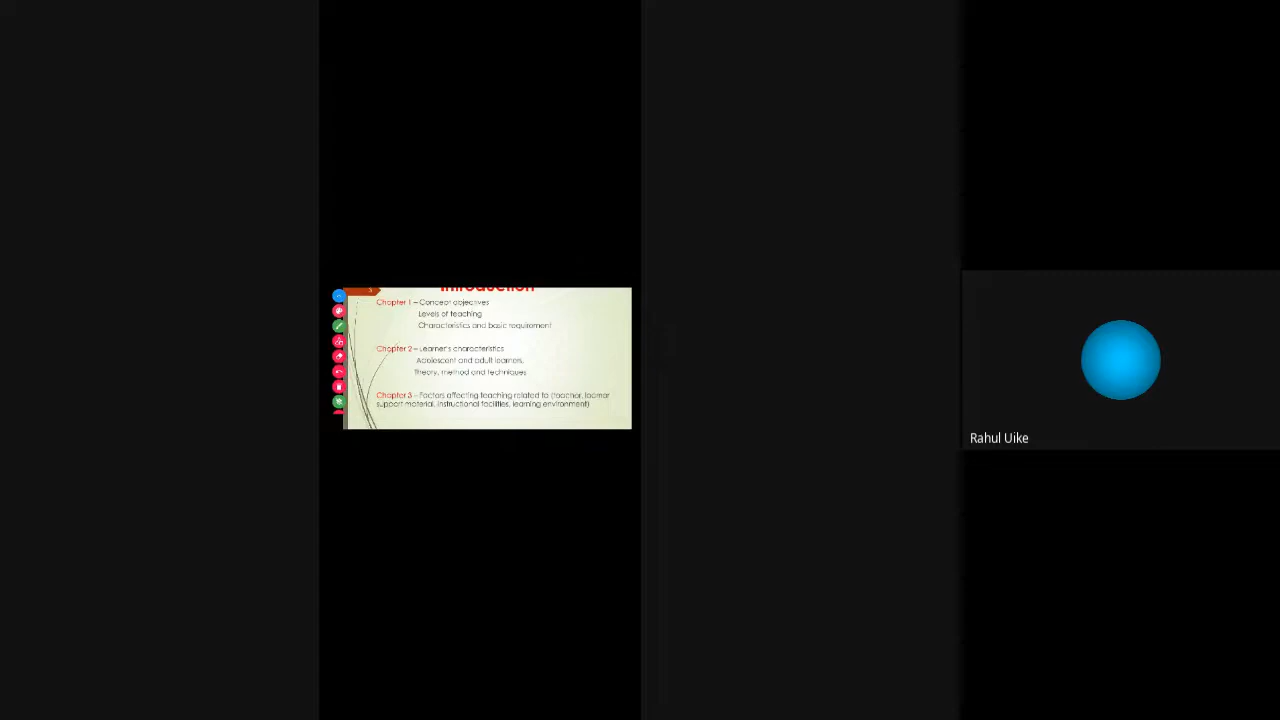 3
Introduction
Chapter 1 – Concept objectives
Levels of teaching
Characteristics and basic requirement
Chapter 2 – Learner's characteristics
Adolescent and adult learners,
Theory, method and techniques
Chapter 3 – Factors affecting teaching related to (teacher,
support material, instructional facilities, learning environment)
Rahul Uike